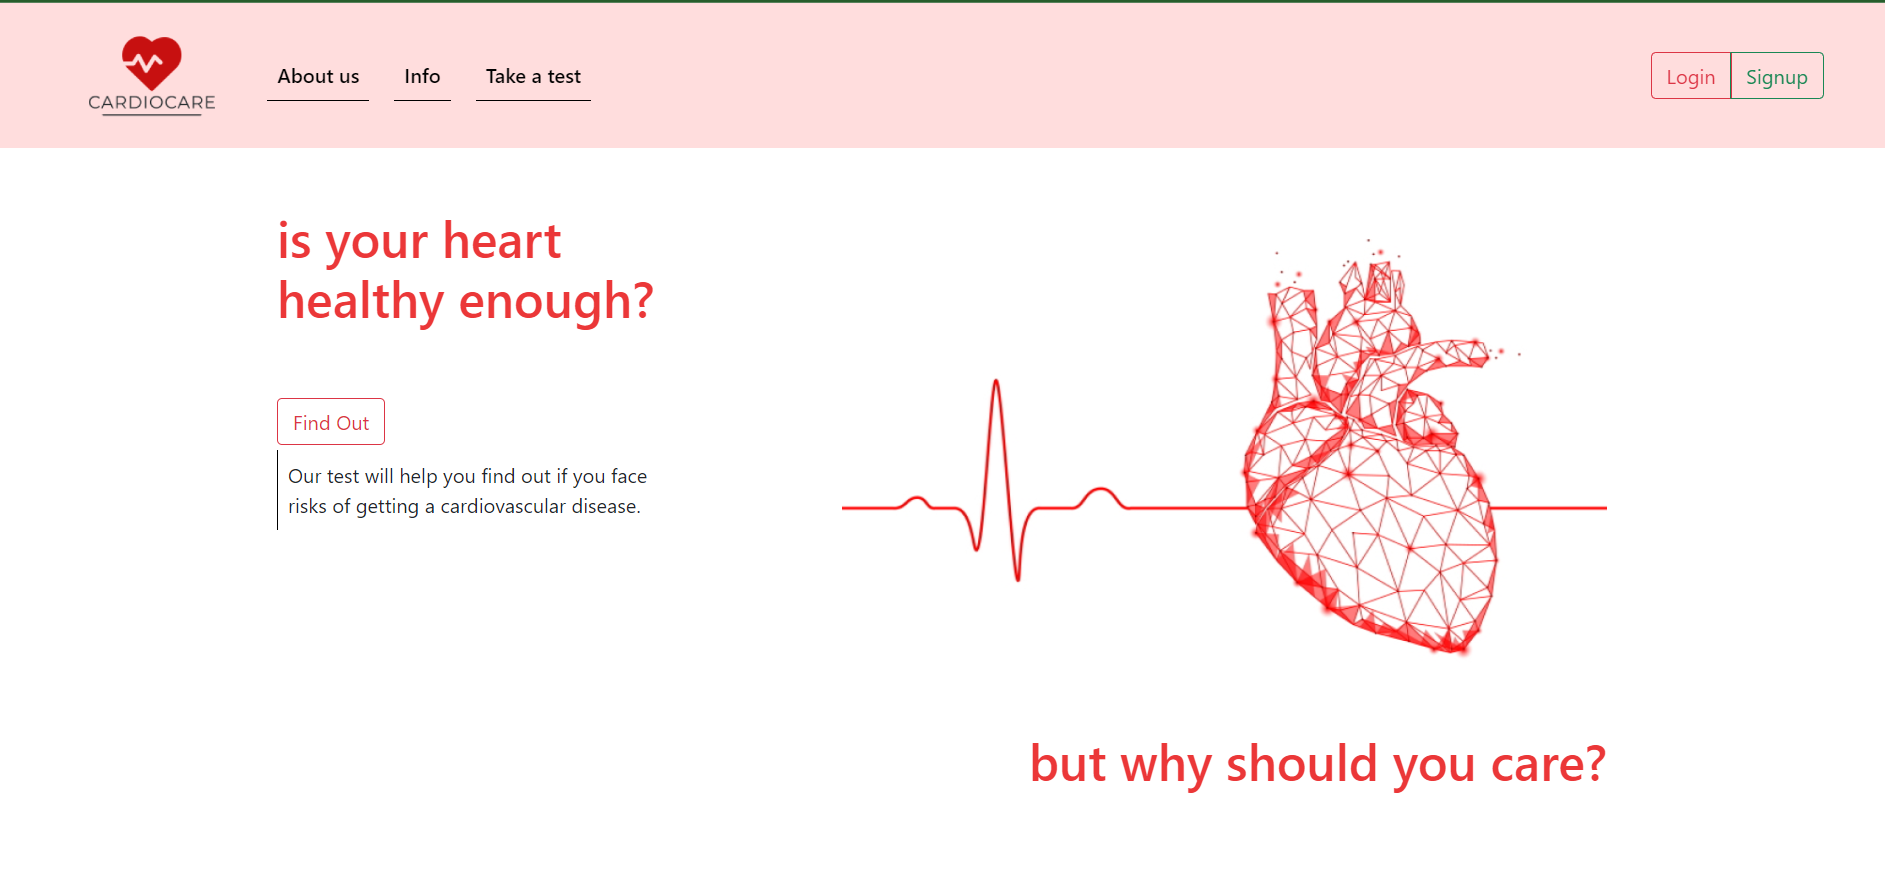 CARDIOCARE
About us
Info
Take a test
Login
Signup
is your heart
healthy enough?
Find Out
Our test will help you find out if you face
risks of getting a cardiovascular disease.
but why should you care?